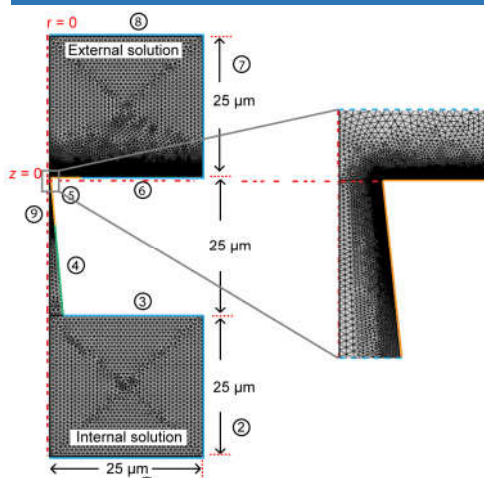 r = 0
⑧
External solution
⑦
25 µm
z = 0
⑤
⑥
⑨
25 µm
④
③
25 µm
Internal solution
②
25 µm